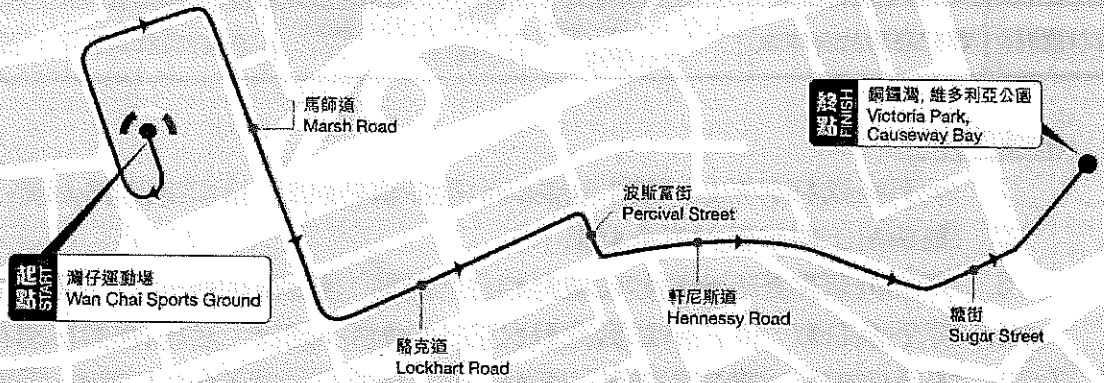 馬師道
Marsh Road
終點
FINISH
銅鑼灣, 維多利亞公園
Victoria Park,
Causeway Bay
波斯富街
Percival Street
起點
START
灣仔運動場
Wan Chai Sports Ground
軒尼斯道
Hennessy Road
糖街
Sugar Street
駱克道
Lockhart Road